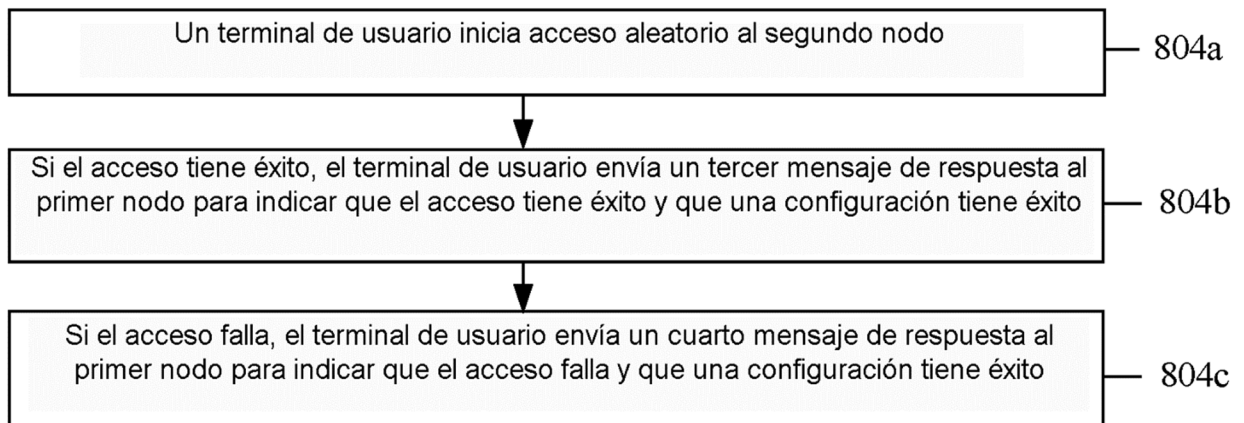 Un terminal de usuario inicia acceso aleatorio al segundo nodo
804a
Si el acceso tiene éxito, el terminal de usuario envía un tercer mensaje de respuesta al
primer nodo para indicar que el acceso tiene éxito y que una configuración tiene éxito
804b
Si el acceso falla, el terminal de usuario envía un cuarto mensaje de respuesta al
primer nodo para indicar que el acceso falla y que una configuración tiene éxito
804c